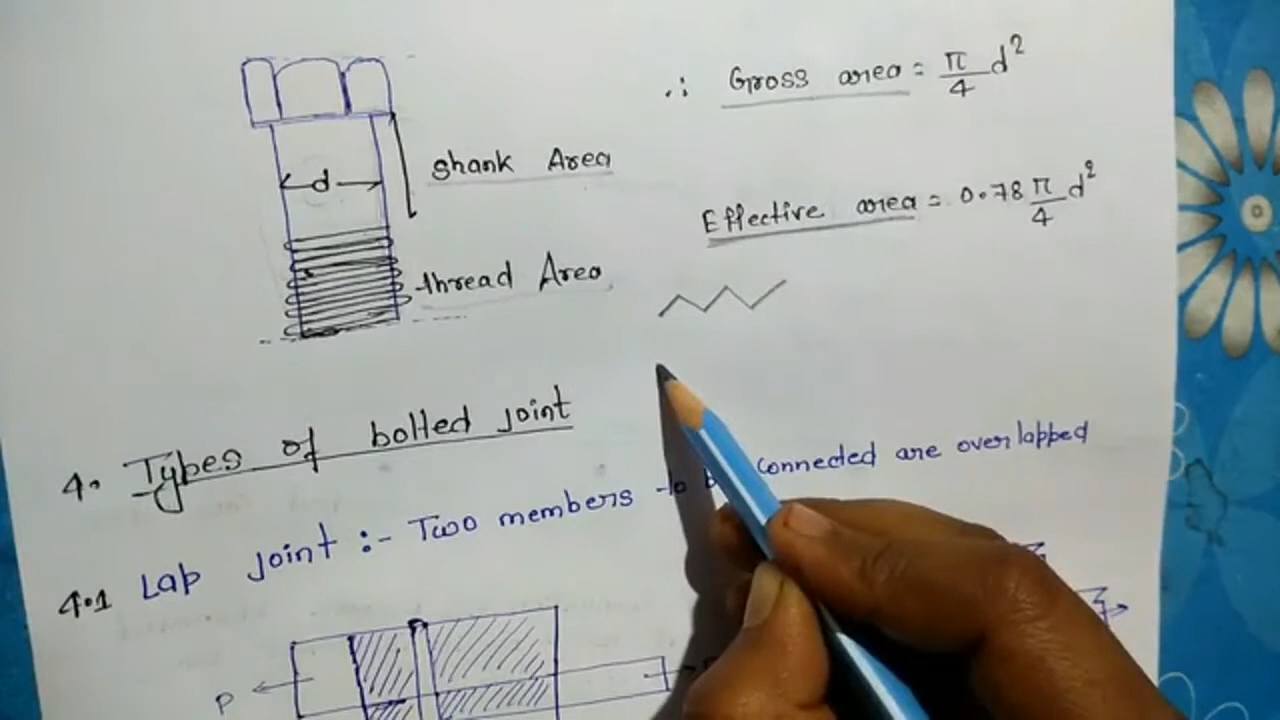 ∴ Gross area = π/4 d²
d
Shank Area
Effective area = 0.78 π/4 d²
thread Area
4. Types of bolted joint
4.1 Lap joint :- Two members to connected are overlapped
P